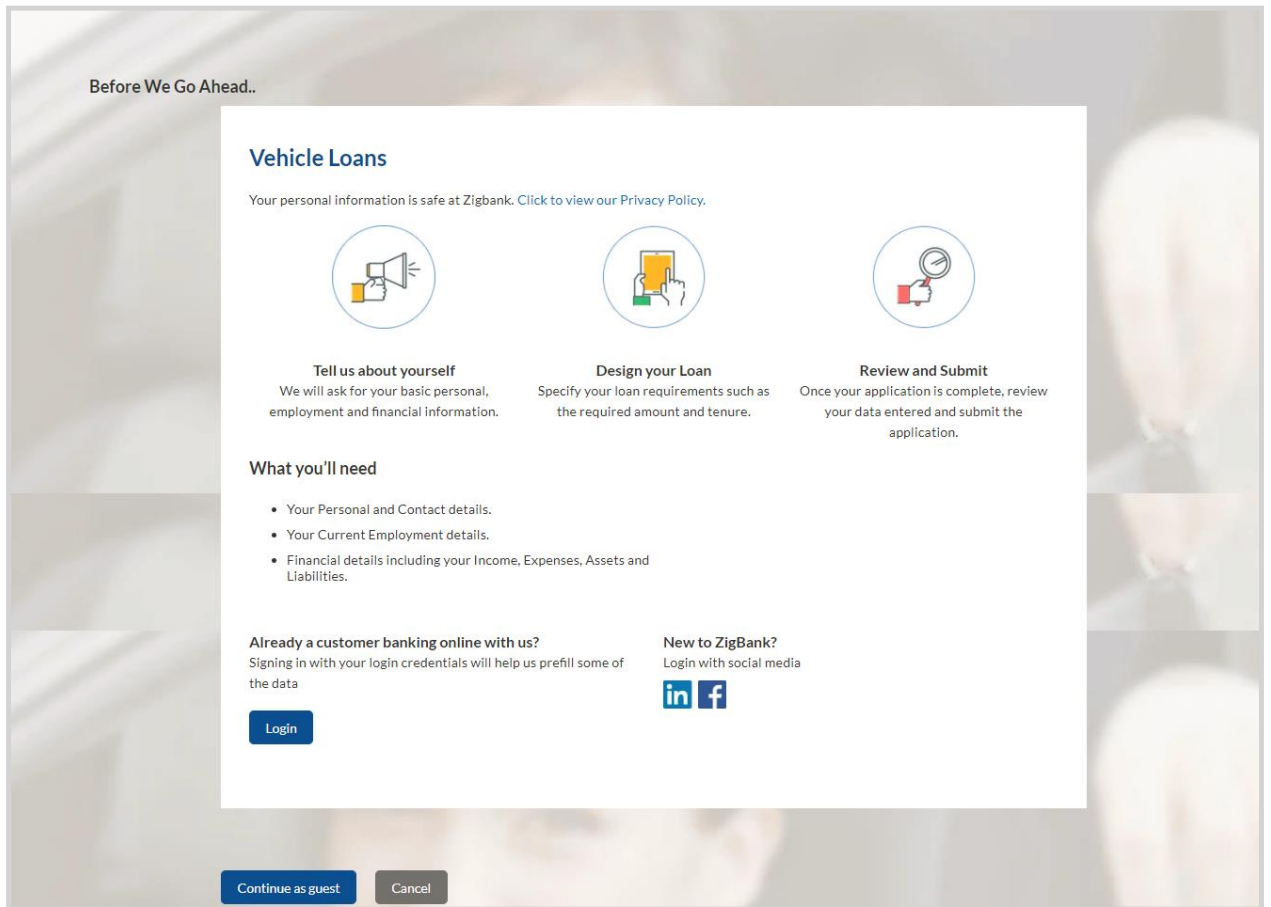 Before We Go Ahead..
Vehicle Loans
Your personal information is safe at Zigbank. Click to view our Privacy Policy.
Tell us about yourself
We will ask for your basic personal,
employment and financial information.
Design your Loan
Specify your loan requirements such as
the required amount and tenure.
Review and Submit
Once your application is complete, review
your data entered and submit the
application.
What you'll need
• Your Personal and Contact details.
• Your Current Employment details.
• Financial details including your Income, Expenses, Assets and
Liabilities.
Already a customer banking online with us?
Signing in with your login credentials will help us prefill some of
the data
Login
New to ZigBank?
Login with social media
in f
Continue as guest
Cancel